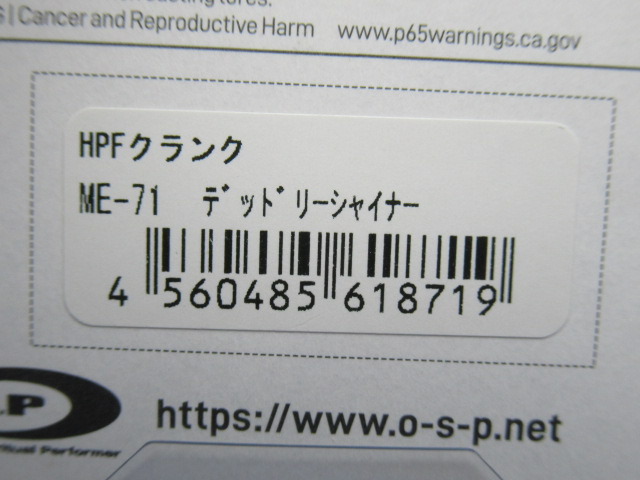 | Cancer and Reproductive Harm www.p65warnings.ca.gov
HPFクランク
ME-71 ﾃﾞｯﾄﾞﾘｰｼｬｲﾅｰ
4 560485 618719
.P
Performer
https://www.o-s-p.net